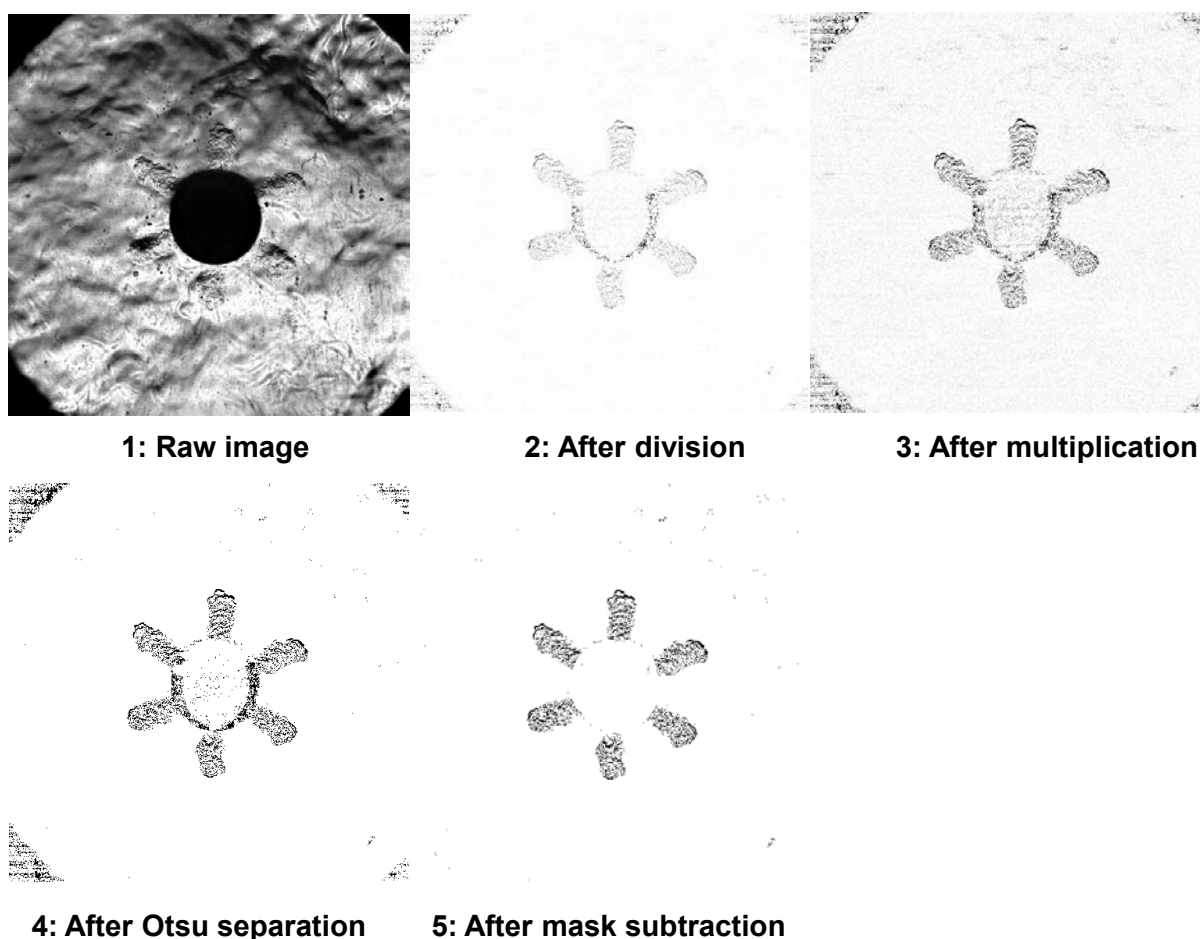 1: Raw image
2: After division
3: After multiplication
4: After Otsu separation
5: After mask subtraction